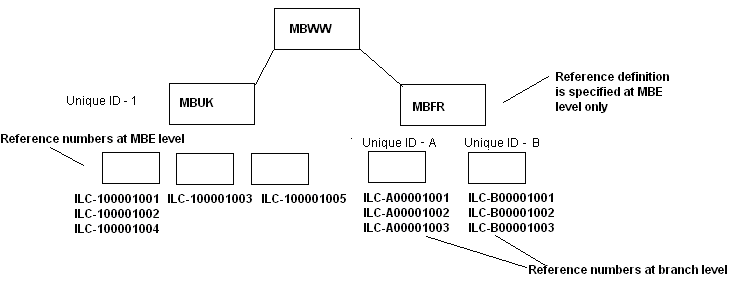 MBWW
Unique ID - 1
MBUK
MBFR
Reference definition
is specified at MBE
level only
Reference numbers at MBE level
Unique ID - A
Unique ID - B
ILC-100001001
ILC-100001002
ILC-100001004
ILC-100001003
ILC-100001005
ILC-A00001001
ILC-A00001002
ILC-A00001003
ILC-B00001001
ILC-B00001002
ILC-B00001003
Reference numbers at branch level